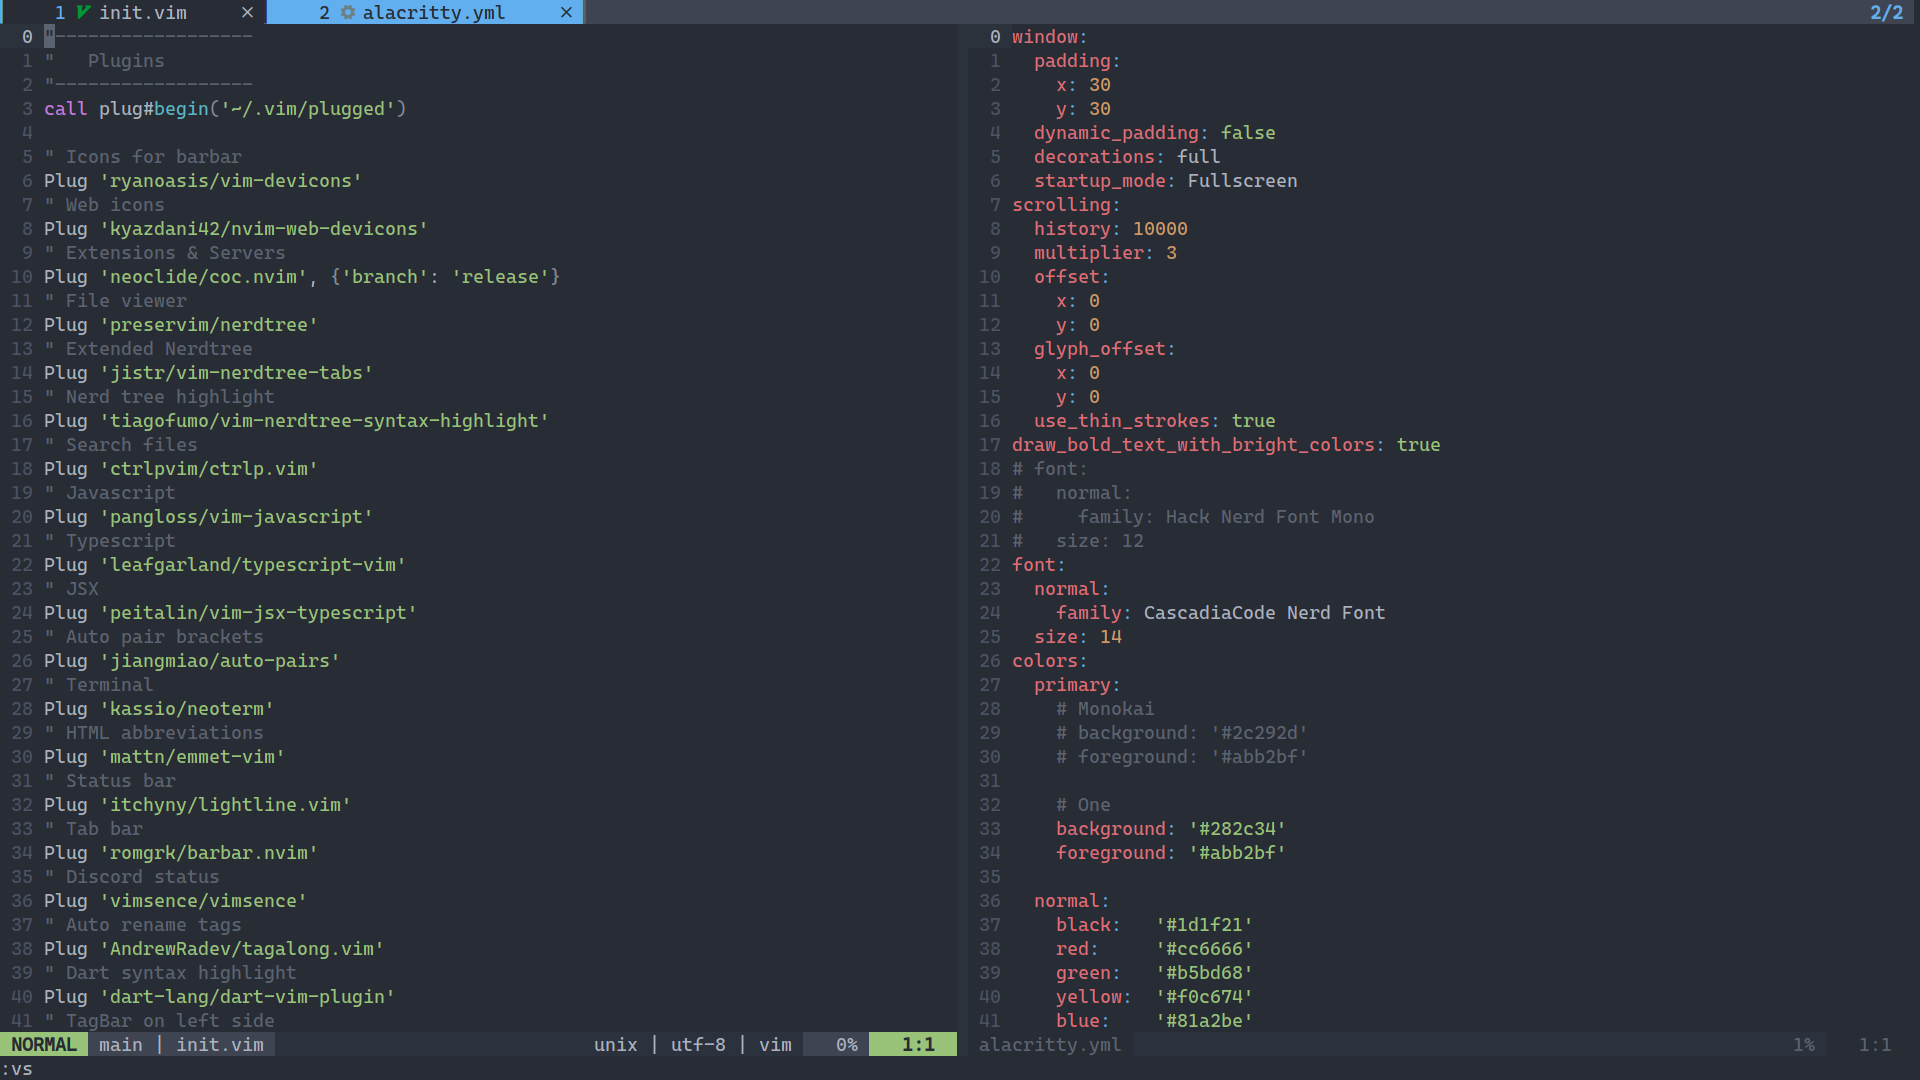 1 init.vim × 2 alacritty.yml × 2/2
0 "------------------
1 "   Plugins
2 "------------------
3 call plug#begin('~/.vim/plugged')
4
5 " Icons for barbar
6 Plug 'ryanoasis/vim-devicons'
7 " Web icons
8 Plug 'kyazdani42/nvim-web-devicons'
9 " Extensions & Servers
10 Plug 'neoclide/coc.nvim', {'branch': 'release'}
11 " File viewer
12 Plug 'preservim/nerdtree'
13 " Extended Nerdtree
14 Plug 'jistr/vim-nerdtree-tabs'
15 " Nerd tree highlight
16 Plug 'tiagofumo/vim-nerdtree-syntax-highlight'
17 " Search files
18 Plug 'ctrlpvim/ctrlp.vim'
19 " Javascript
20 Plug 'pangloss/vim-javascript'
21 " Typescript
22 Plug 'leafgarland/typescript-vim'
23 " JSX
24 Plug 'peitalin/vim-jsx-typescript'
25 " Auto pair brackets
26 Plug 'jiangmiao/auto-pairs'
27 " Terminal
28 Plug 'kassio/neoterm'
29 " HTML abbreviations
30 Plug 'mattn/emmet-vim'
31 " Status bar
32 Plug 'itchyny/lightline.vim'
33 " Tab bar
34 Plug 'romgrk/barbar.nvim'
35 " Discord status
36 Plug 'vimsence/vimsence'
37 " Auto rename tags
38 Plug 'AndrewRadev/tagalong.vim'
39 " Dart syntax highlight
40 Plug 'dart-lang/dart-vim-plugin'
41 " TagBar on left side
NORMAL main | init.vim unix | utf-8 | vim 0% 1:1
0 window:
1   padding:
2     x: 30
3     y: 30
4   dynamic_padding: false
5   decorations: full
6   startup_mode: Fullscreen
7 scrolling:
8   history: 10000
9   multiplier: 3
10   offset:
11     x: 0
12     y: 0
13   glyph_offset:
14     x: 0
15     y: 0
16   use_thin_strokes: true
17 draw_bold_text_with_bright_colors: true
18 # font:
19 #   normal:
20 #     family: Hack Nerd Font Mono
21 #   size: 12
22 font:
23   normal:
24     family: CascadiaCode Nerd Font
25   size: 14
26 colors:
27   primary:
28     # Monokai
29     # background: '#2c292d'
30     # foreground: '#abb2bf'
31
32     # One
33     background: '#282c34'
34     foreground: '#abb2bf'
35
36   normal:
37     black:   '#1d1f21'
38     red:     '#cc6666'
39     green:   '#b5bd68'
40     yellow:  '#f0c674'
41     blue:    '#81a2be'
alacritty.yml 1% 1:1
:vs